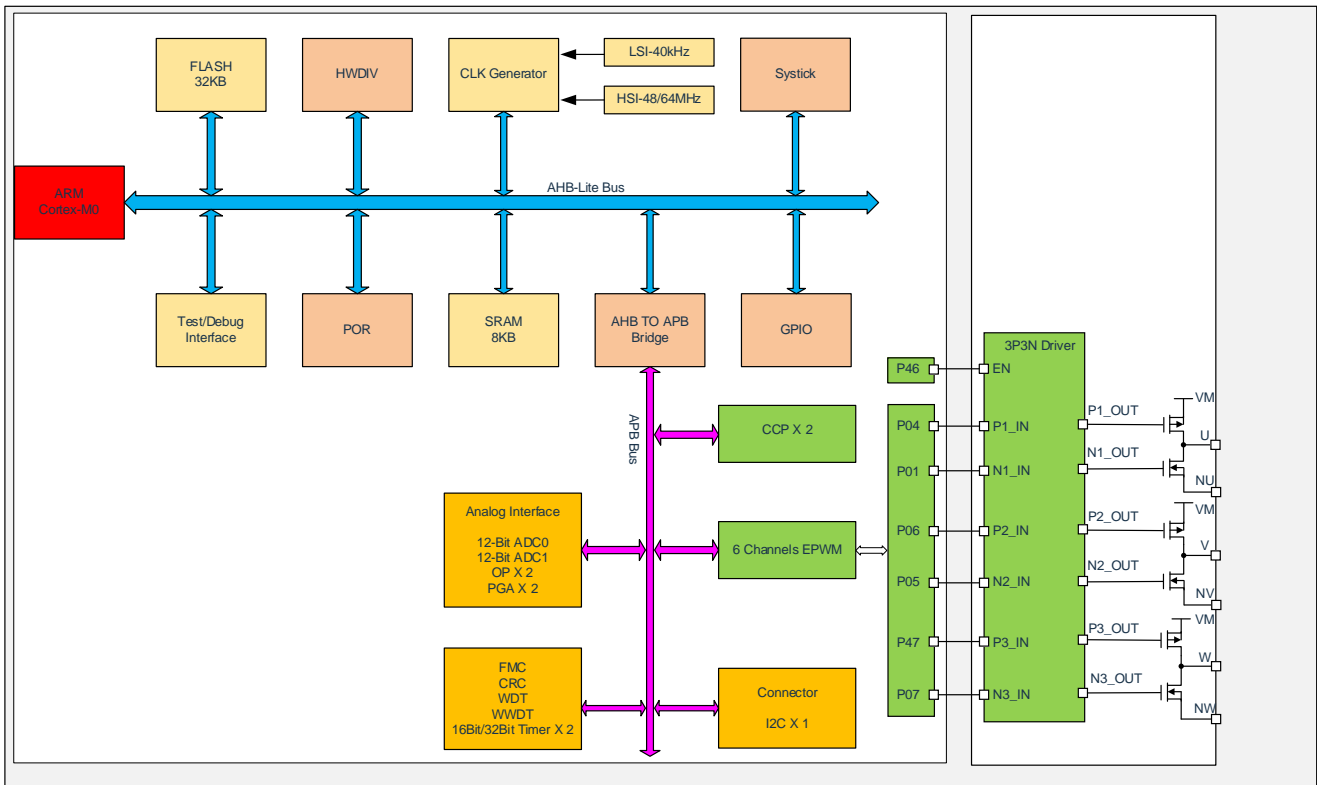 FLASH
32KB
HWDIV
CLK Generator
LSI-40kHz
HSI-48/64MHz
Systick
ARM
Cortex-M0
AHB-Lite Bus
Test/Debug
Interface
POR
SRAM
8KB
AHB TO APB
Bridge
GPIO
APB Bus
CCP X 2
Analog Interface
12-Bit ADC0
12-Bit ADC1
OP X 2
PGA X 2
6 Channels EPWM
FMC
CRC
WDT
WWDT
16Bit/32Bit Timer X 2
Connector
I2C X 1
P46
P04
P01
P06
P05
P47
P07
3P3N Driver
EN
P1_IN
N1_IN
P2_IN
N2_IN
P3_IN
N3_IN
P1_OUT
N1_OUT
P2_OUT
N2_OUT
P3_OUT
N3_OUT
VM
U
NU
VM
V
NV
VM
W
NW